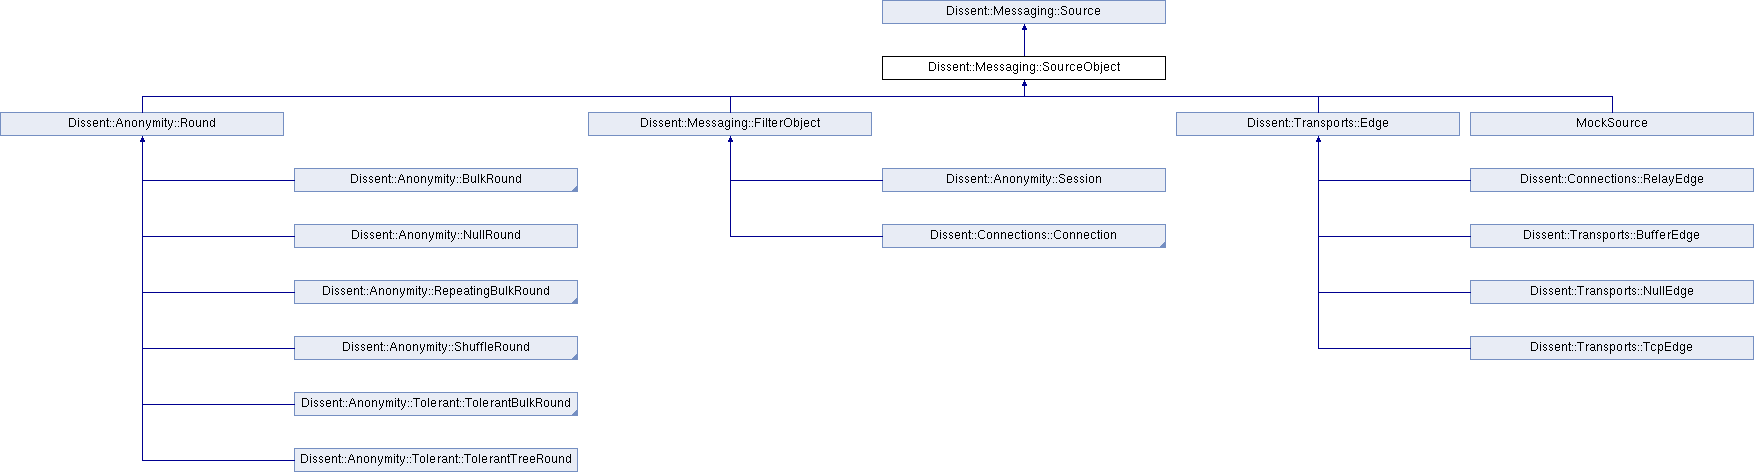 Dissent::Messaging::Source
Dissent::Messaging::SourceObject
Dissent::Anonymity::Round
Dissent::Messaging::FilterObject
Dissent::Transports::Edge
MockSource
Dissent::Anonymity::BulkRound
Dissent::Anonymity::Session
Dissent::Connections::RelayEdge
Dissent::Anonymity::NullRound
Dissent::Connections::Connection
Dissent::Transports::BufferEdge
Dissent::Anonymity::RepeatingBulkRound
Dissent::Transports::NullEdge
Dissent::Anonymity::ShuffleRound
Dissent::Transports::TcpEdge
Dissent::Anonymity::Tolerant::TolerantBulkRound
Dissent::Anonymity::Tolerant::TolerantTreeRound